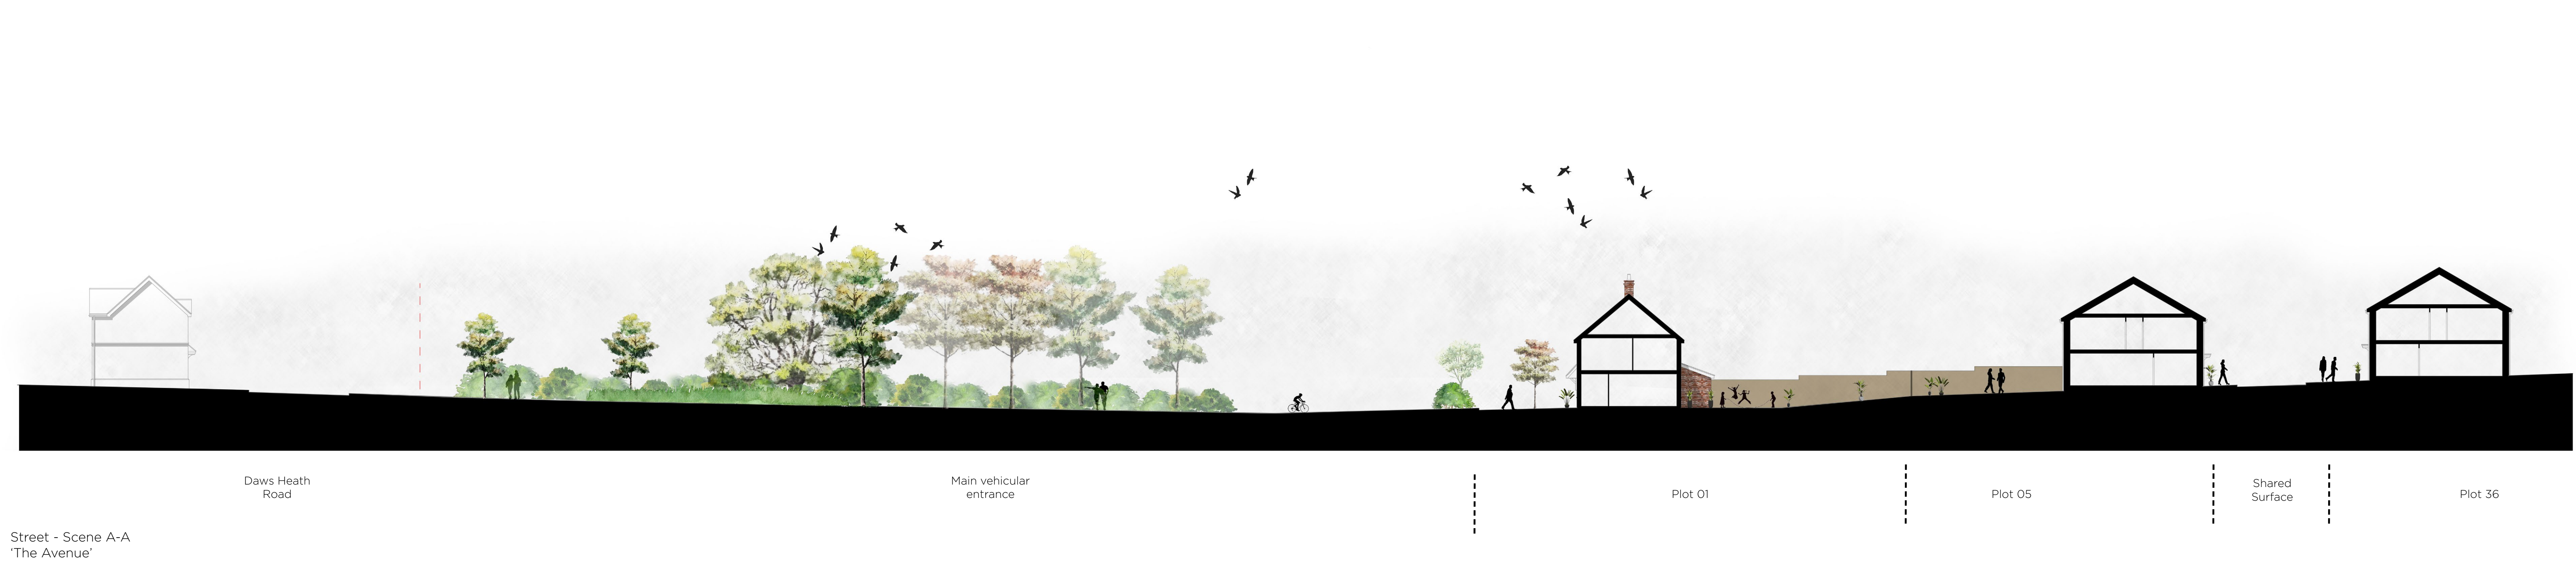 Daws Heath
Road
Main vehicular
entrance
Plot 01
Plot 05
Shared
Surface
Plot 36
Street - Scene A-A
‘The Avenue’